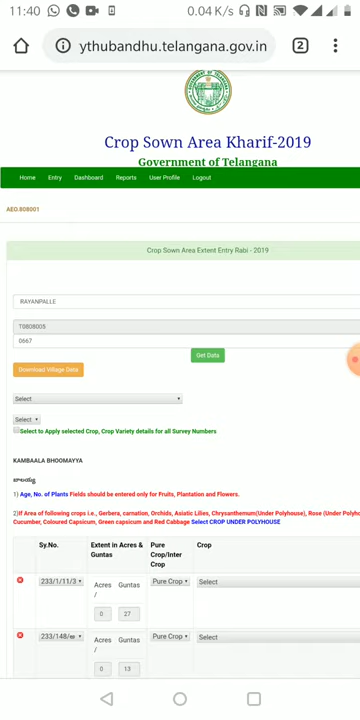 11:40 0.04 K/s
ythubandhu.telangana.gov.in 2
Crop Sown Area Kharif-2019
Government of Telangana
Home Entry Dashboard Reports User Profile Logout
AEO.808001
Crop Sown Area Extent Entry Rabi - 2019
RAYANPALLE
T0808005
0667
Get Data
Download Village Data
Select
Select
Select to Apply selected Crop, Crop Variety details for all Survey Numbers
KAMBAALA BHOOMAYYA
1) Age, No. of Plants Fields should be entered only for Fruits, Plantation and Flowers.
2)If Area of following crops i.e., Gerbera, carnation, Orchids, Asiatic Lilies, Chrysanthemum(Under Polyhouse), Rose (Under Polyho
Cucumber, Coloured Capsicum, Green capsicum and Red Cabbage Select CROP UNDER POLYHOUSE
Sy.No. Extent in Acres & Guntas Pure Crop/Inter Crop Crop
233/1/11/3 Acres / Guntas Pure Crop Select
0 27
233/148/ Acres / Guntas Pure Crop Select
0 13